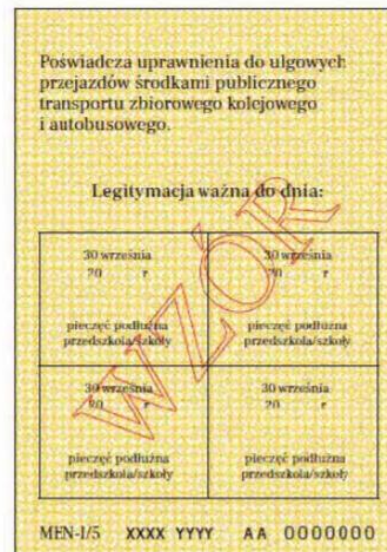 Poświadcza uprawnienia do ulgowych
przejazdów środkami publicznego
transportu zbiorowego kolejowego
i autobusowego.
Legitymacja ważna do dnia:
30 września
20 r
pieczęć podłużna
przedszkola/szkoły
30 września
20 r
pieczęć podłużna
przedszkola/szkoły
30 września
20 r
pieczęć podłużna
przedszkola/szkoły
30 września
20 r
pieczęć podłużna
przedszkola/szkoły
WZÓR
MEN-I/5 XXXX YYYY AA 0000000